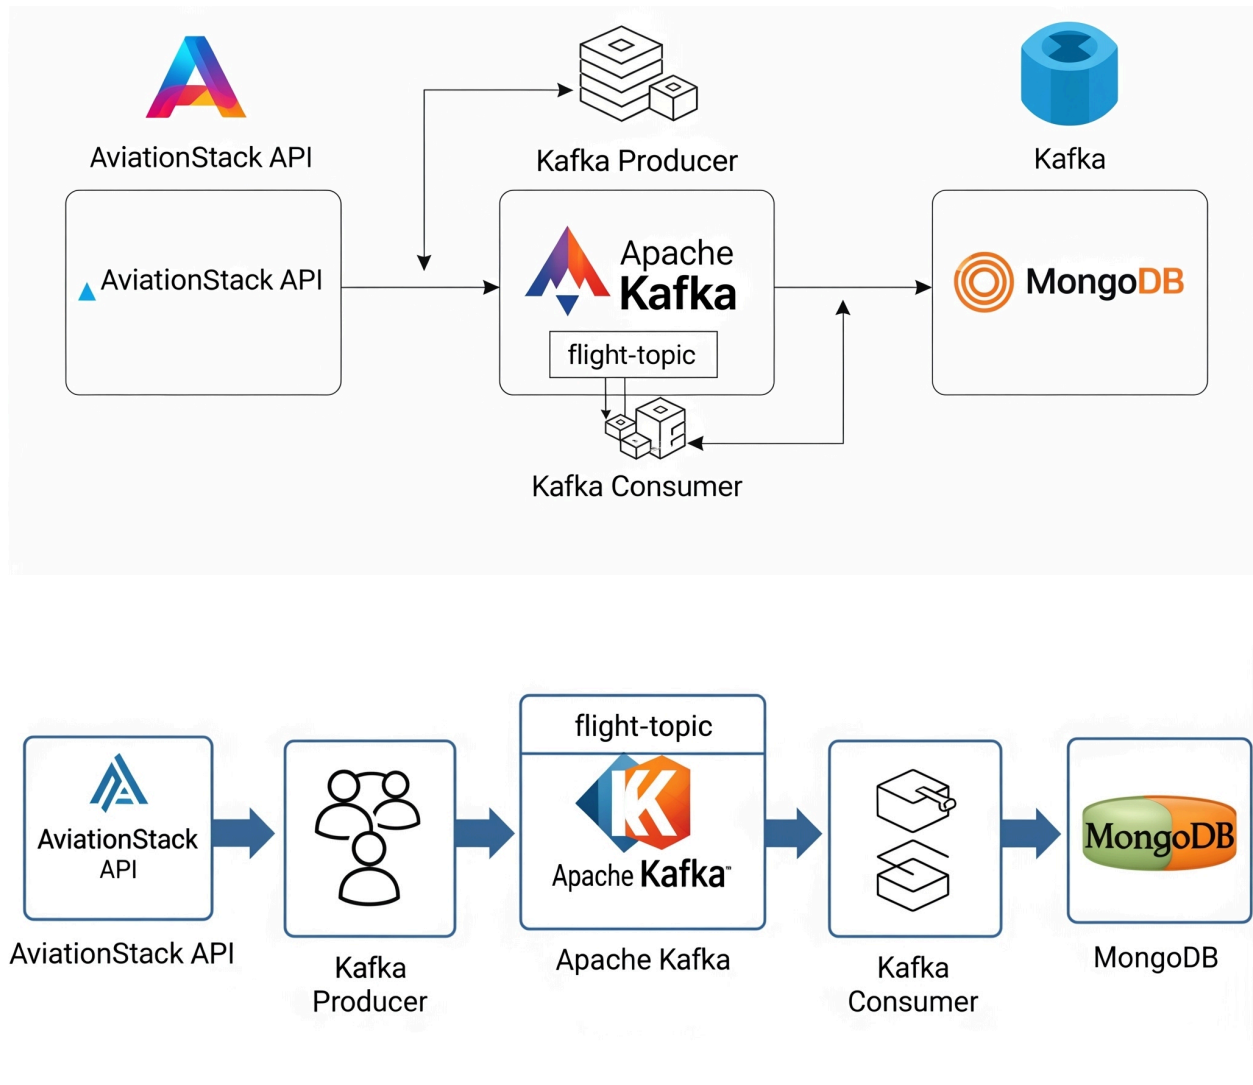 AviationStack API
Kafka Producer
Kafka
AviationStack API
Apache
Kafka
MongoDB
flight-topic
Kafka Consumer
flight-topic
AviationStack
API
Apache Kafka™
MongoDB
AviationStack API
Kafka
Producer
Apache Kafka
Kafka
Consumer
MongoDB